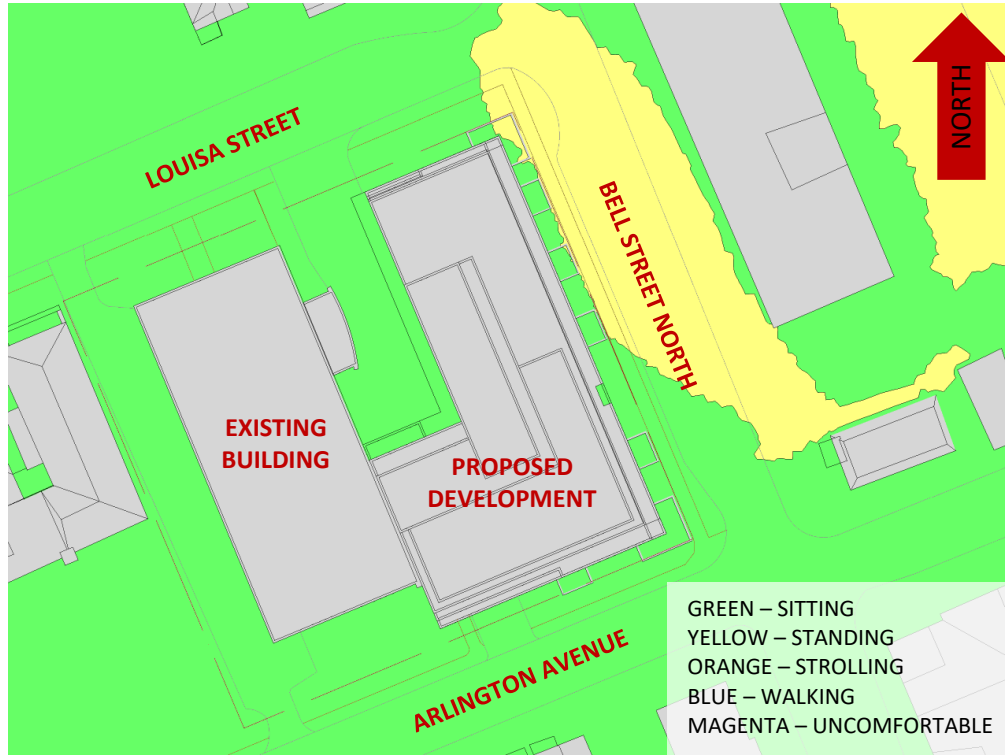 NORTH
LOUISA STREET
BELL STREET NORTH
EXISTING
BUILDING
PROPOSED
DEVELOPMENT
ARLINGTON AVENUE
GREEN – SITTING
YELLOW – STANDING
ORANGE – STROLLING
BLUE – WALKING
MAGENTA – UNCOMFORTABLE